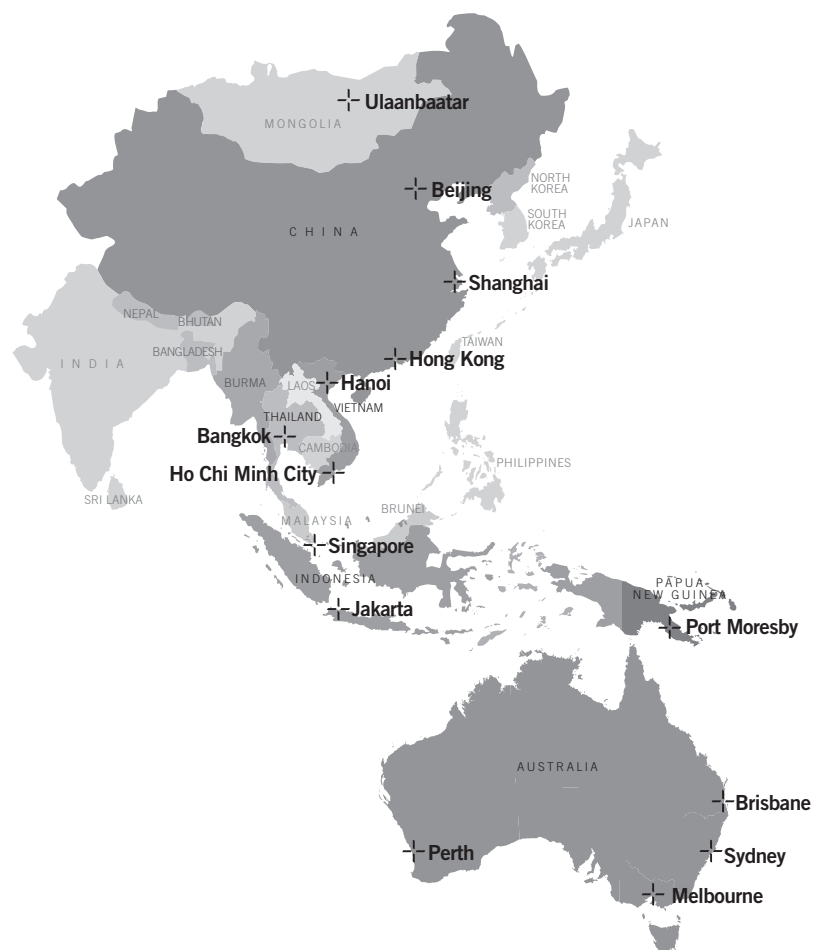 Ulaanbaatar
MONGOLIA
Beijing
NORTH
KOREA
SOUTH
KOREA
JAPAN
CHINA
Shanghai
NEPAL
BHUTAN
TAIWAN
BANGLADESH
Hong Kong
INDIA
BURMA
LAOS
Hanoi
VIETNAM
THAILAND
Bangkok
CAMBODIA
PHILIPPINES
Ho Chi Minh City
SRI LANKA
BRUNEI
MALAYSIA
Singapore
INDONESIA
PAPUA
NEW GUINEA
Jakarta
Port Moresby
AUSTRALIA
Brisbane
Perth
Sydney
Melbourne